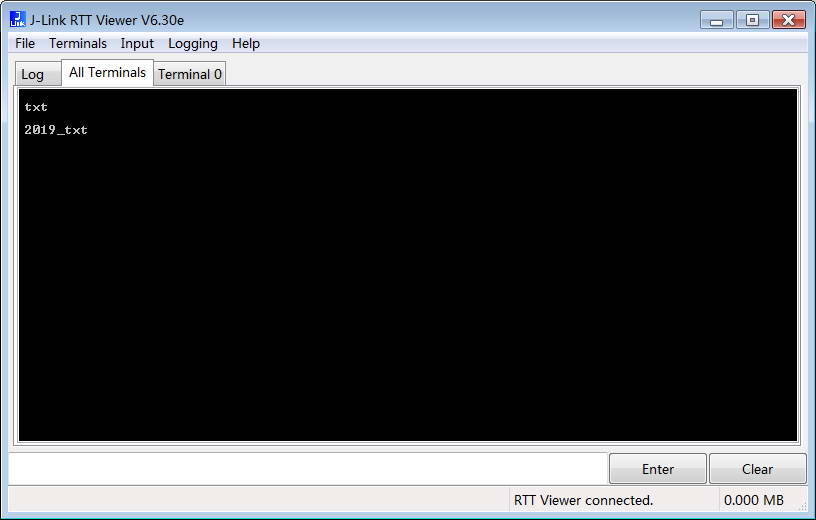 J-Link RTT Viewer V6.30e
File Terminals Input Logging Help
Log All Terminals Terminal 0
txt
2019_txt
Enter Clear
RTT Viewer connected. 0.000 MB